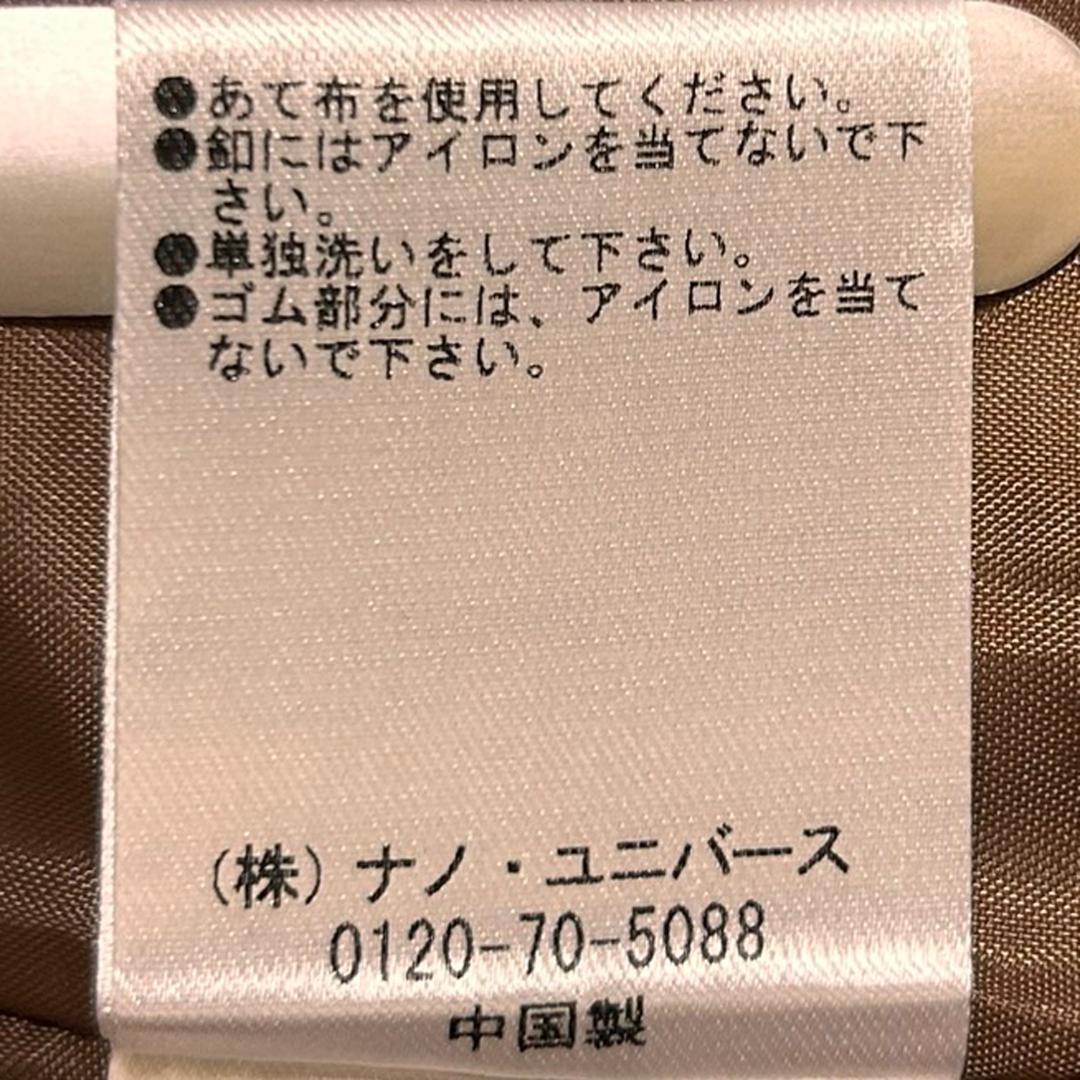 ●あて布を使用してください。
●釦にはアイロンを当てないで下
さい。
●単独洗いをして下さい。
●ゴム部分には、アイロンを当て
ないで下さい。
(株)ナノ・ユニバース
0120-70-5088
中国製